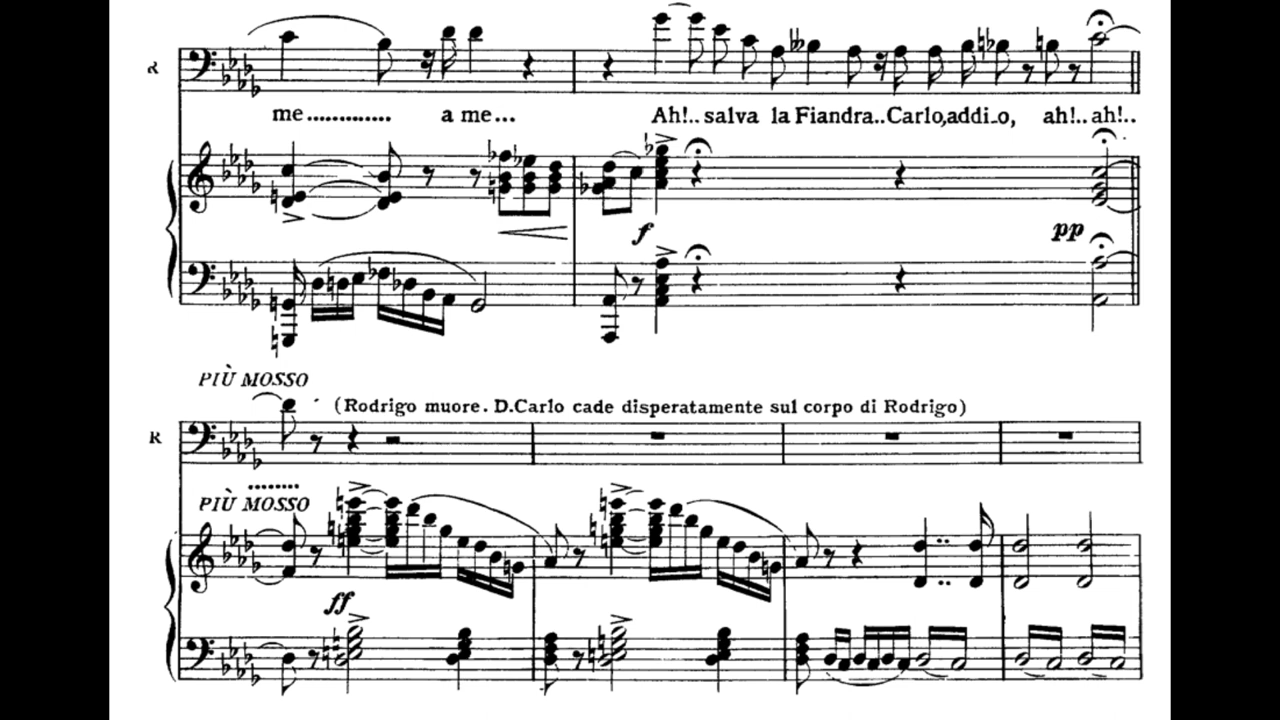 R
me............. a me...
Ah!.. salva la Fiandra..Carlo,addi-o, ah!.. ah!..
f
pp
PIÙ MOSSO
(Rodrigo muore. D.Carlo cade disperatamente sul corpo di Rodrigo)
R
PIÙ MOSSO
ff